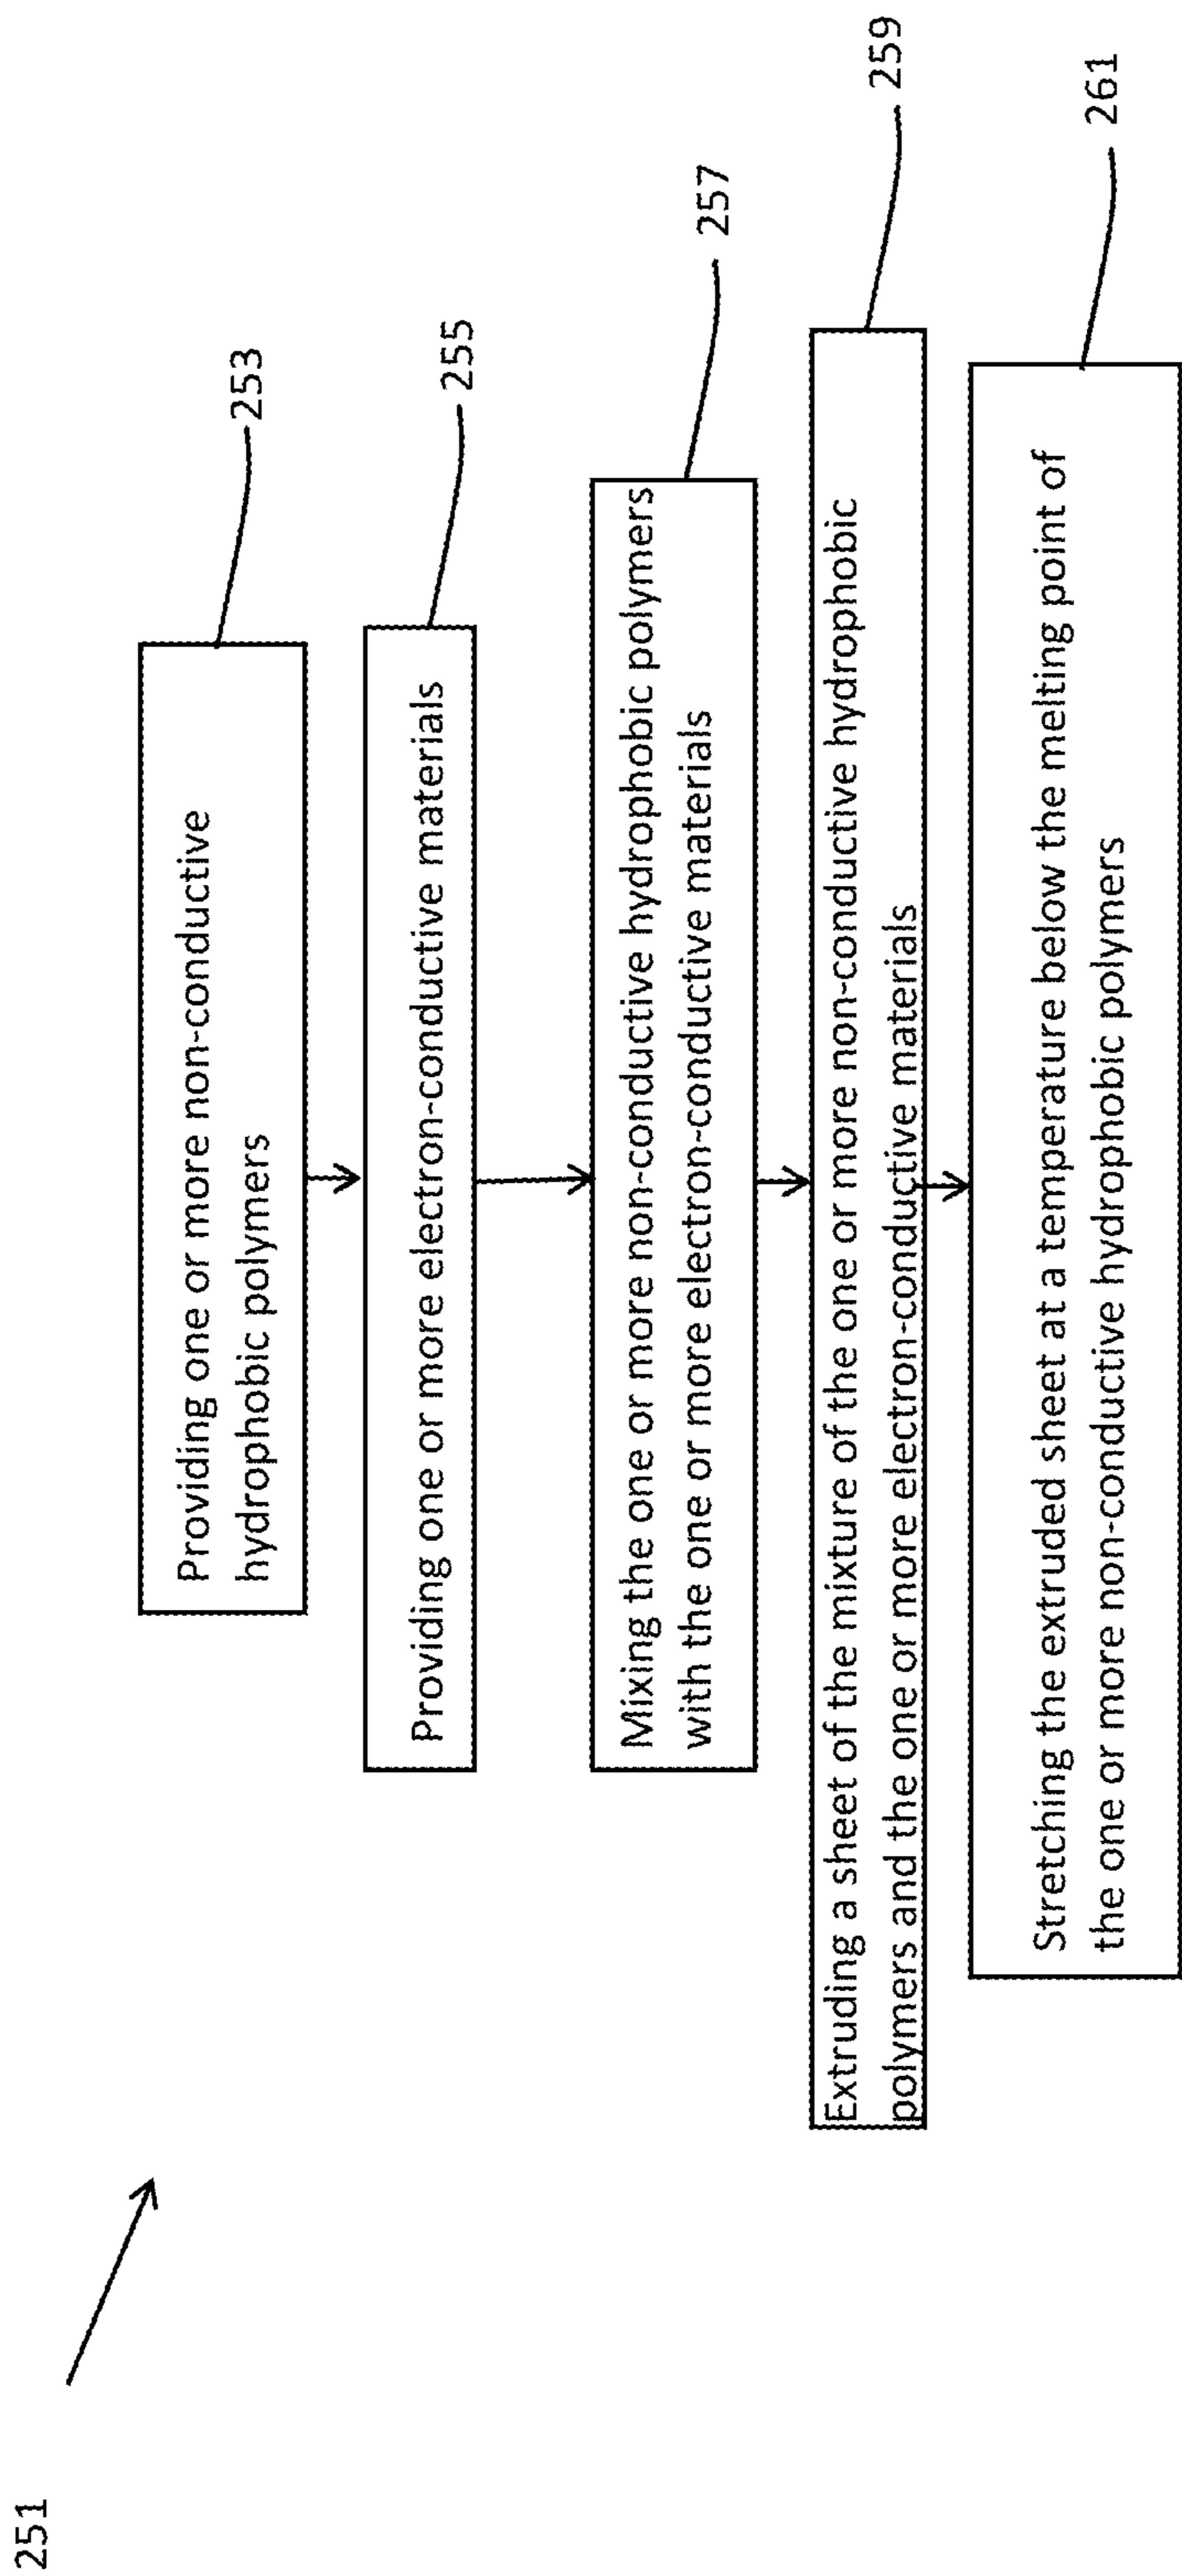 251
Providing one or more non-conductive
hydrophobic polymers
253
Providing one or more electron-conductive materials
255
Mixing the one or more non-conductive hydrophobic polymers
with the one or more electron-conductive materials
257
Extruding a sheet of the mixture of the one or more non-conductive hydrophobic
polymers and the one or more electron-conductive materials
259
Stretching the extruded sheet at a temperature below the melting point of
the one or more non-conductive hydrophobic polymers
261